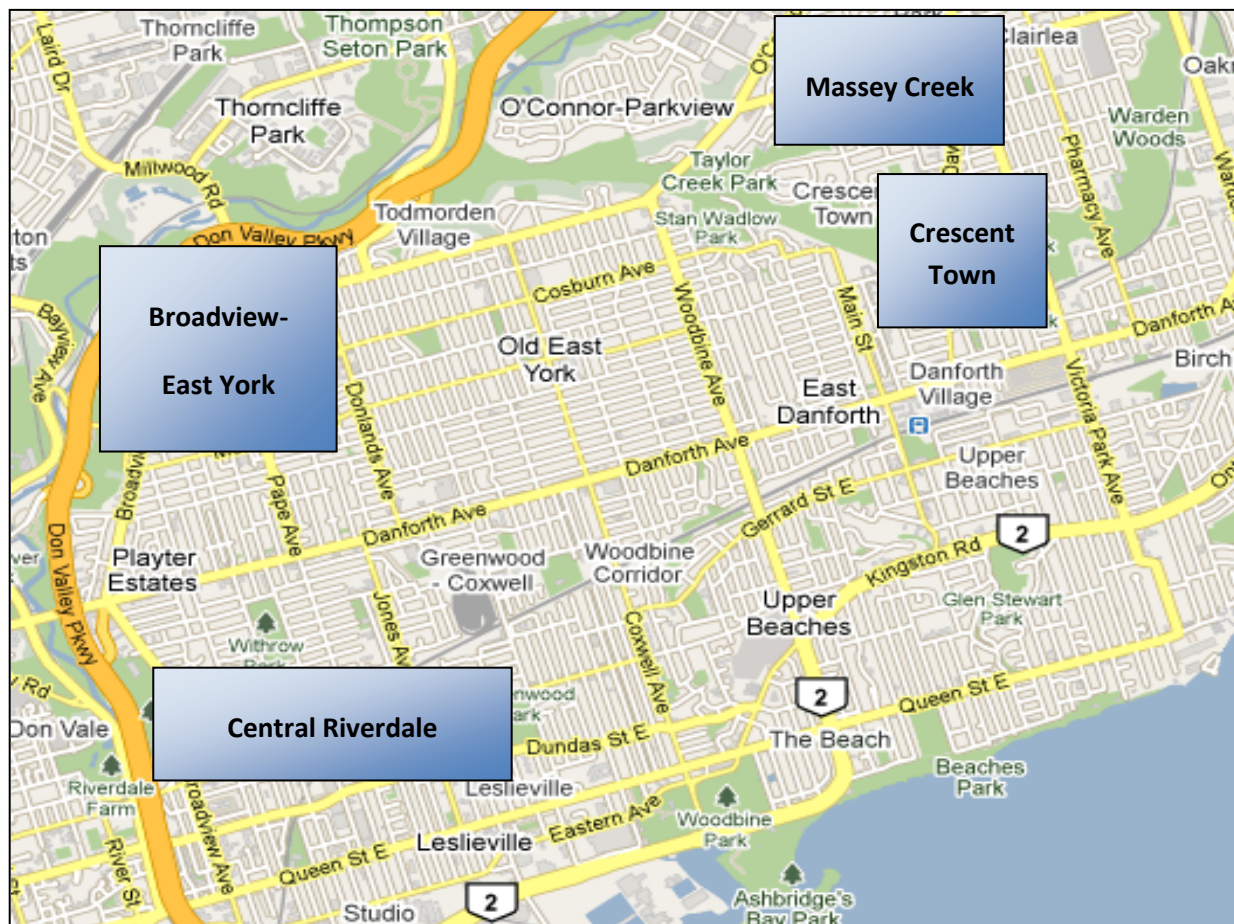 Thorncliffe
Park
Thompson
Seton Park
Clairlea
Laird Dr
Massey Creek
Thorncliffe
Park
O'Connor-Parkview
Warden
Woods
Millwood Rd
Taylor
Creek Park
Crescent
Town
Pharmacy Ave
Todmorden
Village
Stan Wadlow
Park
Crescent
Town
Don Valley Pkwy
Broadview-
East York
Cosburn Ave
Bayview Ave
Woodbine Ave
Main St
Old East
York
Danforth
Birch
Donlands Ave
East
Danforth
Danforth
Village
Victoria Park Ave
Danforth Ave
Upper
Beaches
Pape Ave
Gerrard St E
Danforth Ave
2
Don Valley Pkwy
Playter
Estates
Greenwood
- Coxwell
Woodbine
Corridor
Kingston Rd
Upper
Beaches
Glen Stewart
Park
Jones
Withrow
Coxwell Ave
Central Riverdale
2
Queen St E
Don Vale
Dundas St E
The Beach
Riverdale
Farm
Leslieville
Beaches
Park
Broadview Ave
Eastern Ave
Woodbine
Park
Leslieville
River St
Queen St E
2
Studio
Ashbridge's
Bay Park